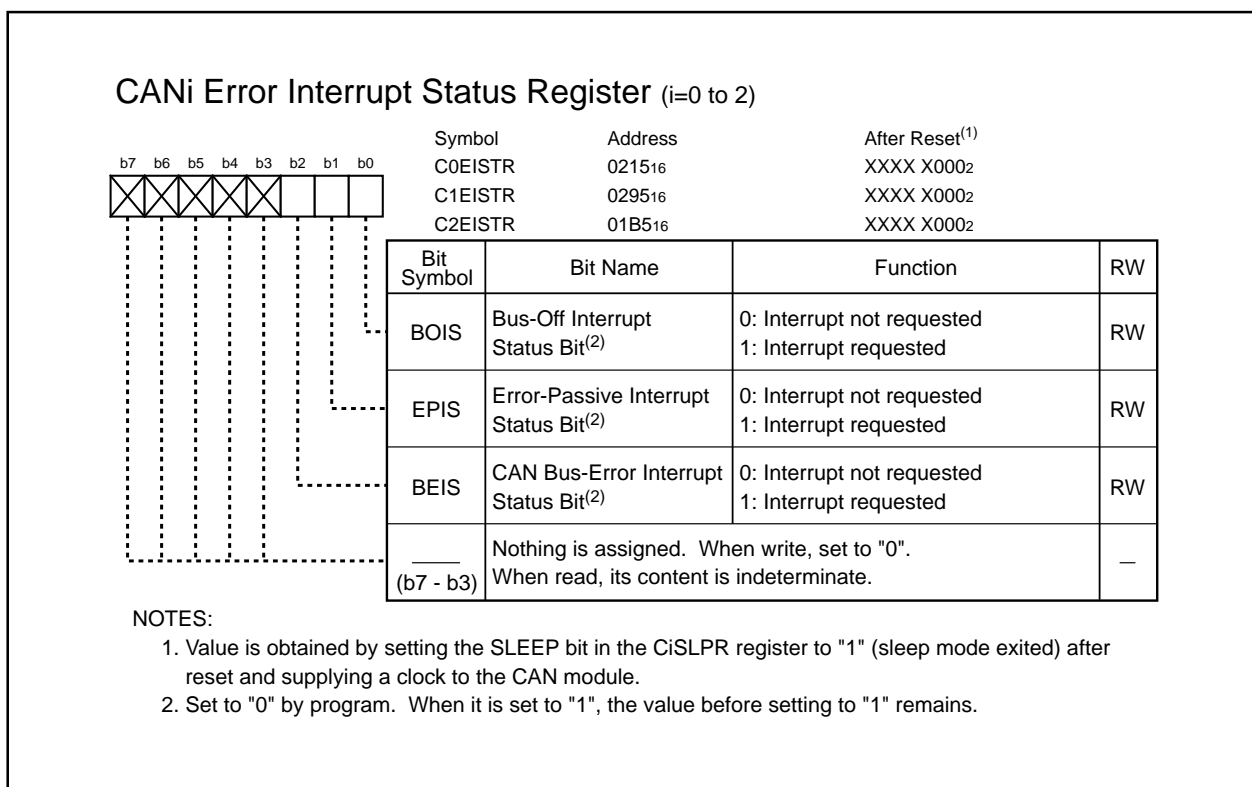 CANi Error Interrupt Status Register (i=0 to 2)
Symbol Address After Reset(1)
C0EISTR 021516 XXXX X0002
C1EISTR 029516 XXXX X0002
C2EISTR 01B516 XXXX X0002
b7 b6 b5 b4 b3 b2 b1 b0
Bit Symbol Bit Name Function RW
BOIS Bus-Off Interrupt Status Bit(2) 0: Interrupt not requested 1: Interrupt requested RW
EPIS Error-Passive Interrupt Status Bit(2) 0: Interrupt not requested 1: Interrupt requested RW
BEIS CAN Bus-Error Interrupt Status Bit(2) 0: Interrupt not requested 1: Interrupt requested RW
(b7 - b3) Nothing is assigned. When write, set to "0". When read, its content is indeterminate. —
NOTES:
1. Value is obtained by setting the SLEEP bit in the CiSLPR register to "1" (sleep mode exited) after
reset and supplying a clock to the CAN module.
2. Set to "0" by program. When it is set to "1", the value before setting to "1" remains.